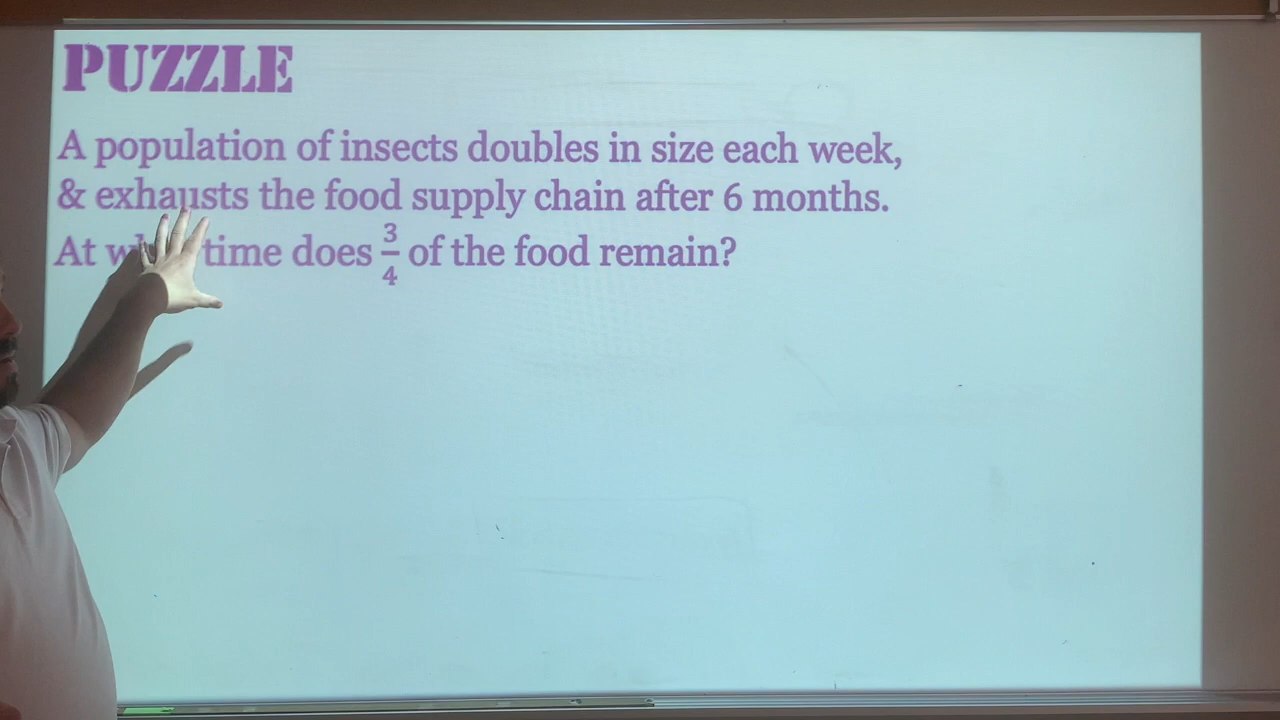 PUZZLE
A population of insects doubles in size each week,
& exhausts the food supply chain after 6 months.
At time does 3/4 of the food remain?